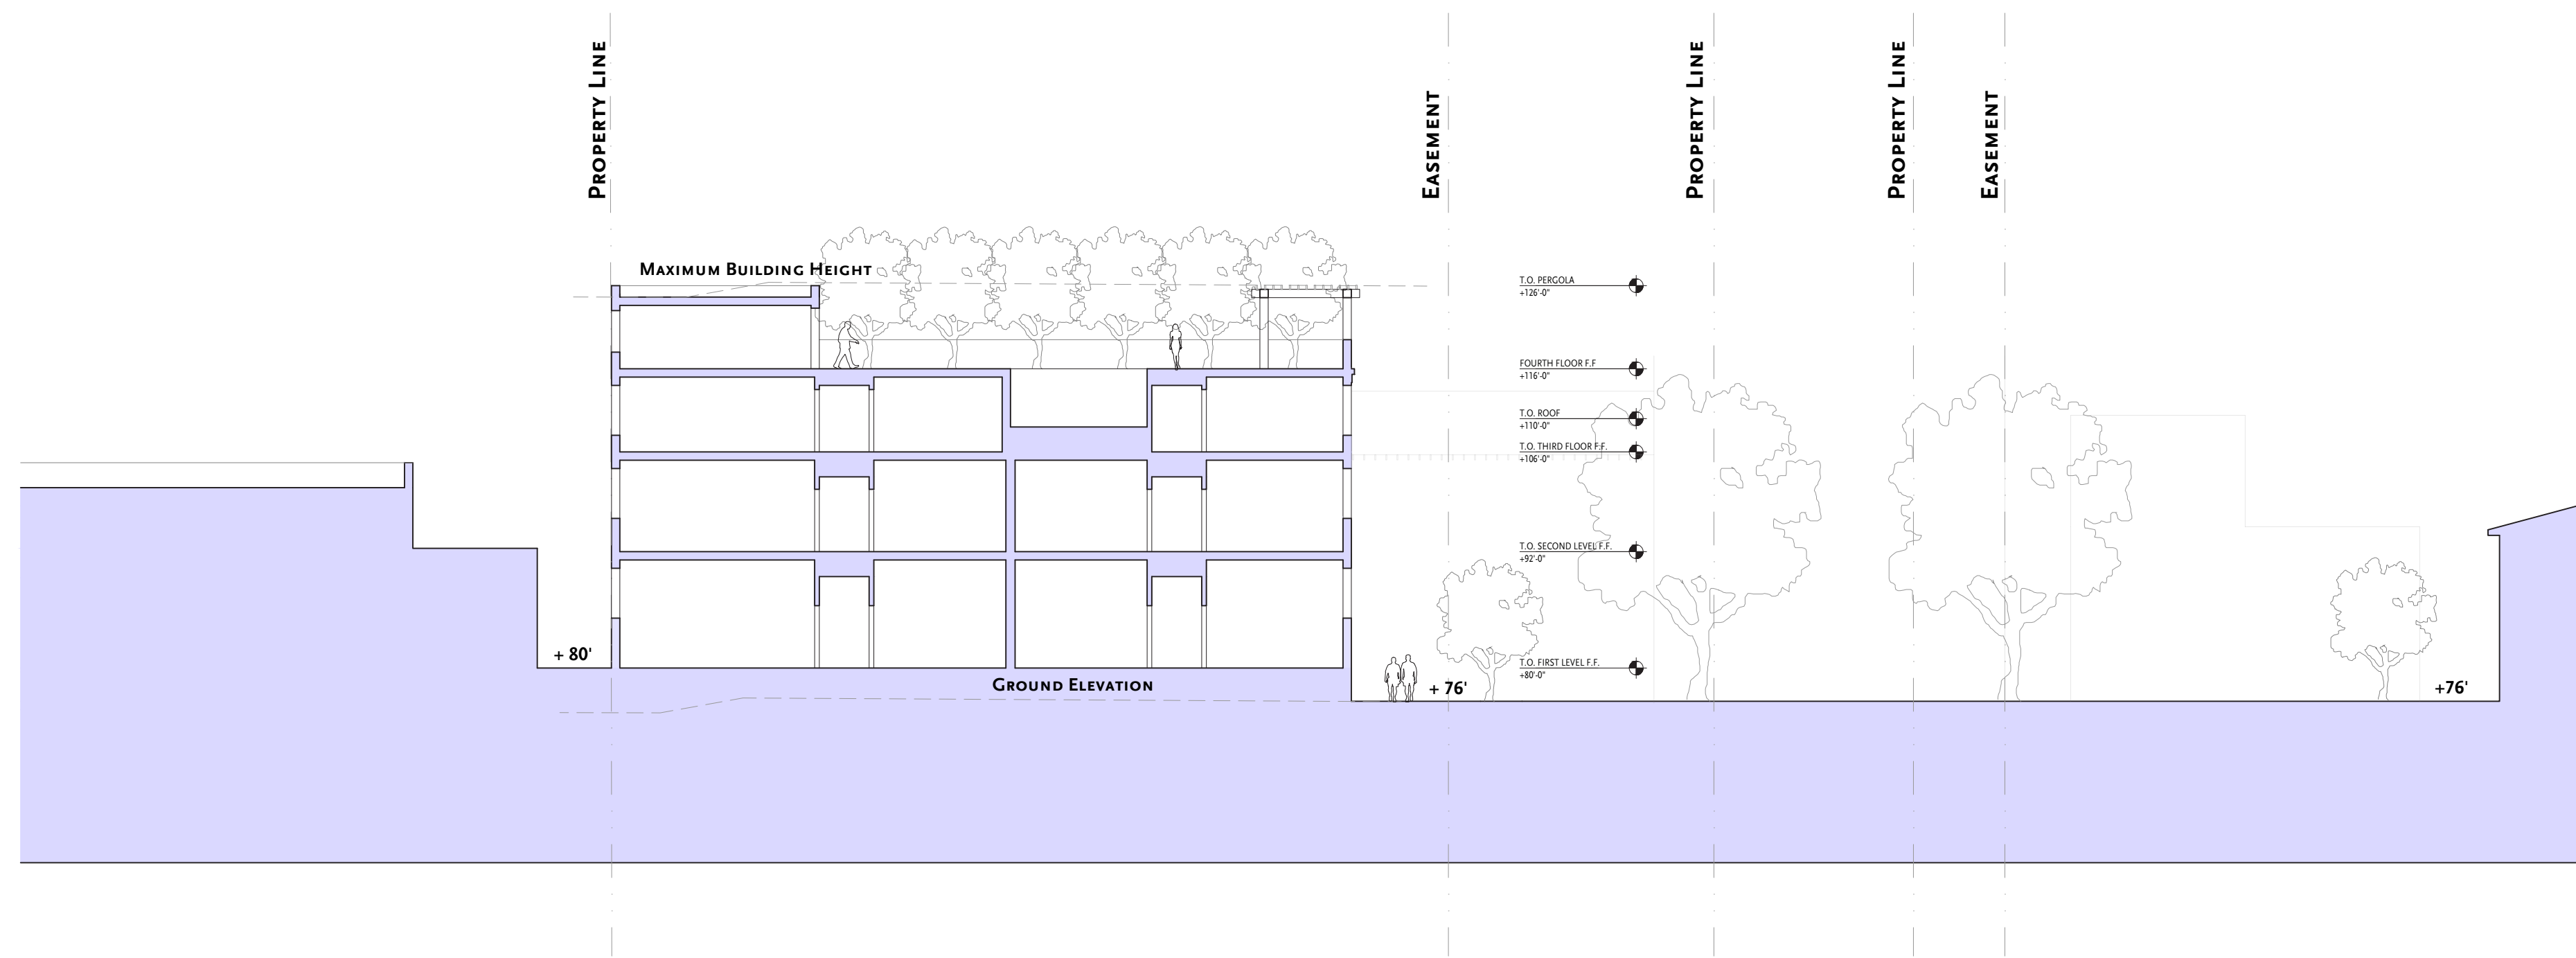 Property Line
Easement
Property Line
Property Line
Easement
Maximum Building Height
T.O. PERGOLA
+126'-0"
FOURTH FLOOR F.F
+116'-0"
T.O. ROOF
+110'-0"
T.O. THIRD FLOOR F.F.
+106'-0"
T.O. SECOND LEVEL F.F.
+92'-0"
+ 80'
T.O. FIRST LEVEL F.F.
+80'-0"
Ground Elevation
+ 76'
+76'